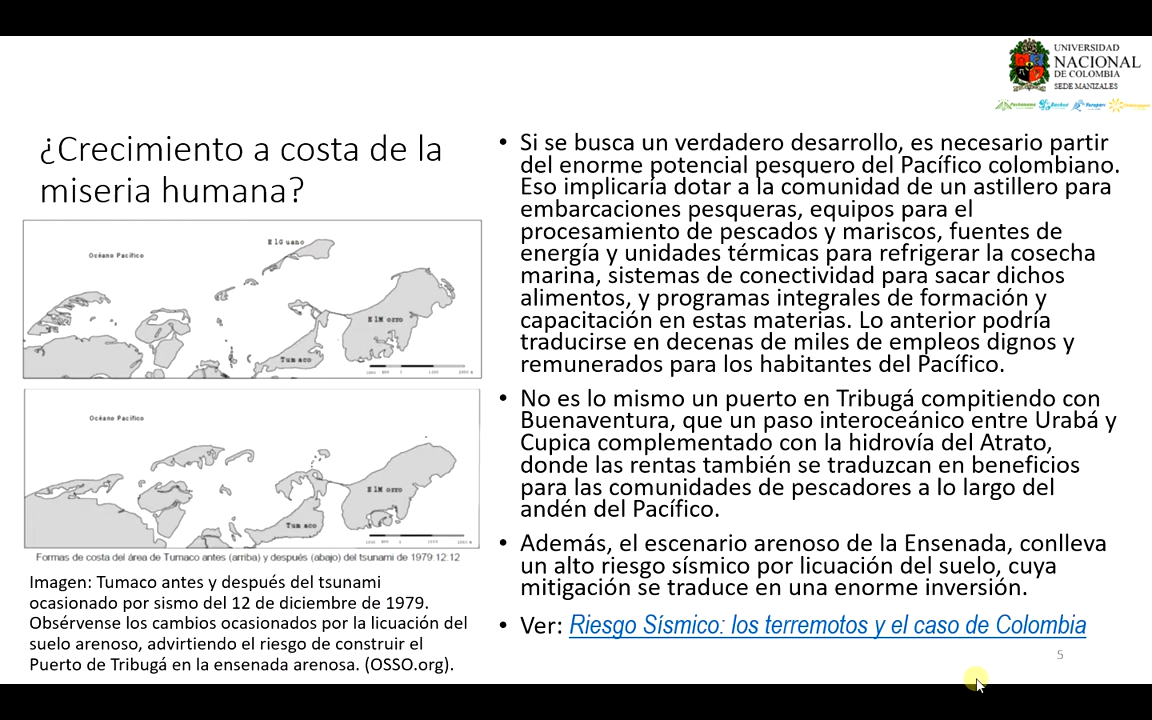 UNIVERSIDAD
NACIONAL
DE COLOMBIA
SEDE MANIZALES
¿Crecimiento a costa de la
miseria humana?
Océano Pacífico
El Guano
El Morro
Tumaco
Océano Pacífico
El Morro
Tumaco
Formas de costa del área de Tumaco antes (arriba) y después (abajo) del tsunami de 1979:12:12
Imagen: Tumaco antes y después del tsunami
ocasionado por sismo del 12 de diciembre de 1979.
Obsérvense los cambios ocasionados por la licuación del
suelo arenoso, advirtiendo el riesgo de construir el
Puerto de Tribugá en la ensenada arenosa. (OSSO.org).
• Si se busca un verdadero desarrollo, es necesario partir
del enorme potencial pesquero del Pacífico colombiano.
Eso implicaría dotar a la comunidad de un astillero para
embarcaciones pesqueras, equipos para el
procesamiento de pescados y mariscos, fuentes de
energía y unidades térmicas para refrigerar la cosecha
marina, sistemas de conectividad para sacar dichos
alimentos, y programas integrales de formación y
capacitación en estas materias. Lo anterior podría
traducirse en decenas de miles de empleos dignos y
remunerados para los habitantes del Pacífico.
• No es lo mismo un puerto en Tribugá compitiendo con
Buenaventura, que un paso interoceánico entre Urabá y
Cupica complementado con la hidrovía del Atrato,
donde las rentas también se traduzcan en beneficios
para las comunidades de pescadores a lo largo del
andén del Pacífico.
• Además, el escenario arenoso de la Ensenada, conlleva
un alto riesgo sísmico por licuación del suelo, cuya
mitigación se traduce en una enorme inversión.
• Ver: Riesgo Sísmico: los terremotos y el caso de Colombia
5